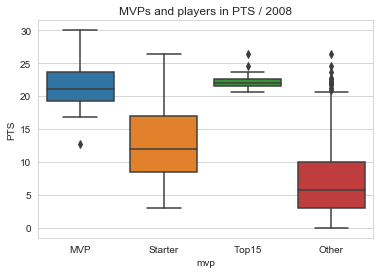 MVPs and players in PTS / 2008
PTS
30
25
20
15
10
5
0
MVP Starter Top15 Other
mvp